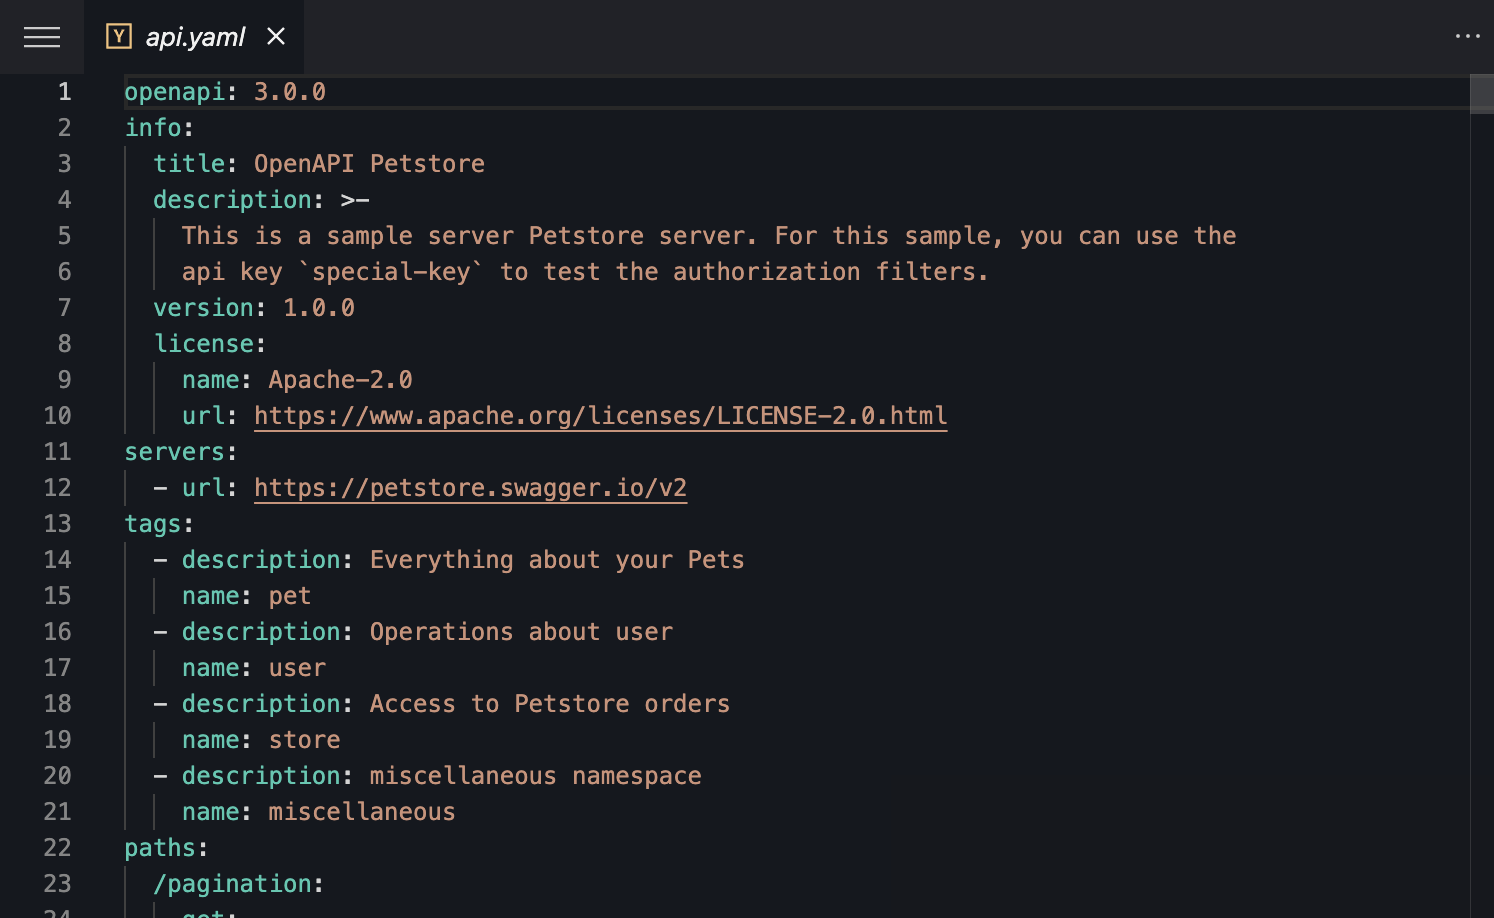 Y api.yaml
1 openapi: 3.0.0
2 info:
3   title: OpenAPI Petstore
4   description: >-
5     This is a sample server Petstore server. For this sample, you can use the
6     api key `special-key` to test the authorization filters.
7   version: 1.0.0
8   license:
9     name: Apache-2.0
10     url: https://www.apache.org/licenses/LICENSE-2.0.html
11 servers:
12   - url: https://petstore.swagger.io/v2
13 tags:
14   - description: Everything about your Pets
15     name: pet
16   - description: Operations about user
17     name: user
18   - description: Access to Petstore orders
19     name: store
20   - description: miscellaneous namespace
21     name: miscellaneous
22 paths:
23   /pagination:
24     get: